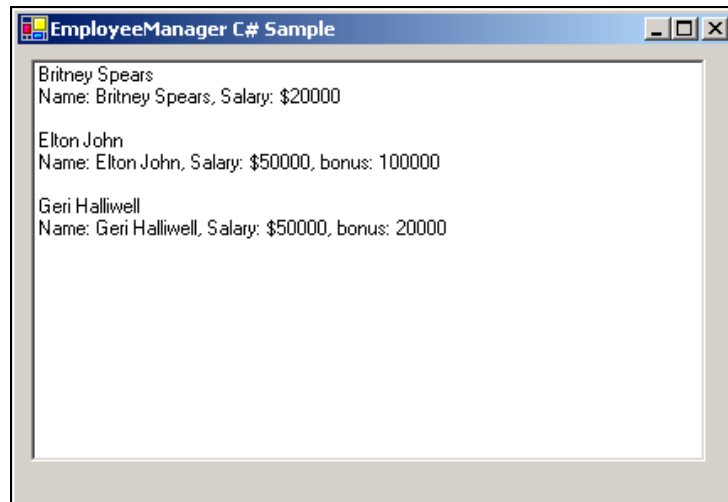 EmployeeManager C# Sample
Britney Spears
Name: Britney Spears, Salary: $20000
Elton John
Name: Elton John, Salary: $50000, bonus: 100000
Geri Halliwell
Name: Geri Halliwell, Salary: $50000, bonus: 20000